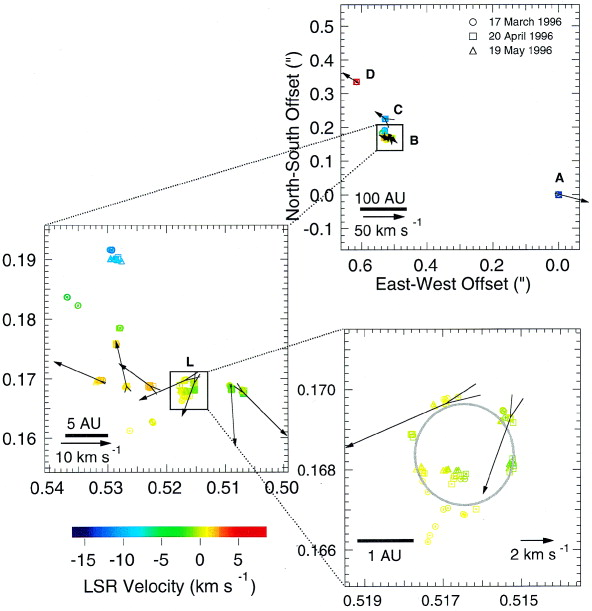 ○ 17 March 1996
□ 20 April 1996
△ 19 May 1996
North-South Offset (")
0.5
0.4
0.3
0.2
0.1
0.0
-0.1
D
C
B
A
100 AU
50 km s -1
0.6 0.4 0.2 0.0
East-West Offset (")
0.19
0.18
0.17
0.16
L
5 AU
10 km s -1
0.54 0.53 0.52 0.51 0.50
0.170
0.168
0.166
1 AU
2 km s -1
0.519 0.517 0.515
-15 -10 -5 0 5
LSR Velocity (km s -1)